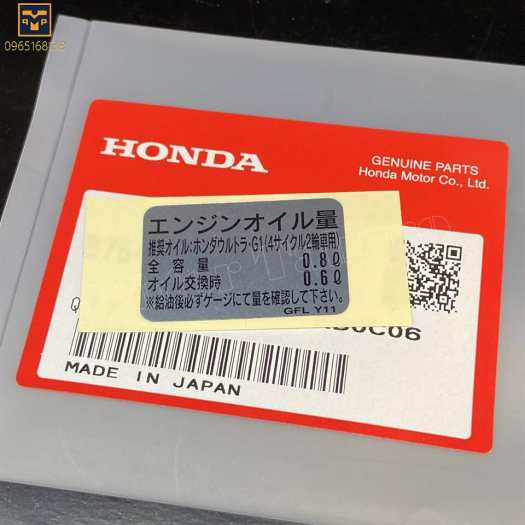 HONDA
GENUINE PARTS
Honda Motor Co., Ltd.
エンジンオイル量
推奨オイル:ホンダウルトラ・G1(4サイクル2輪車用)
全容量 0.8ℓ
オイル交換時 0.6ℓ
※給油後必ずゲージにて量を確認して下さい。
GFL Y11
MADE IN JAPAN